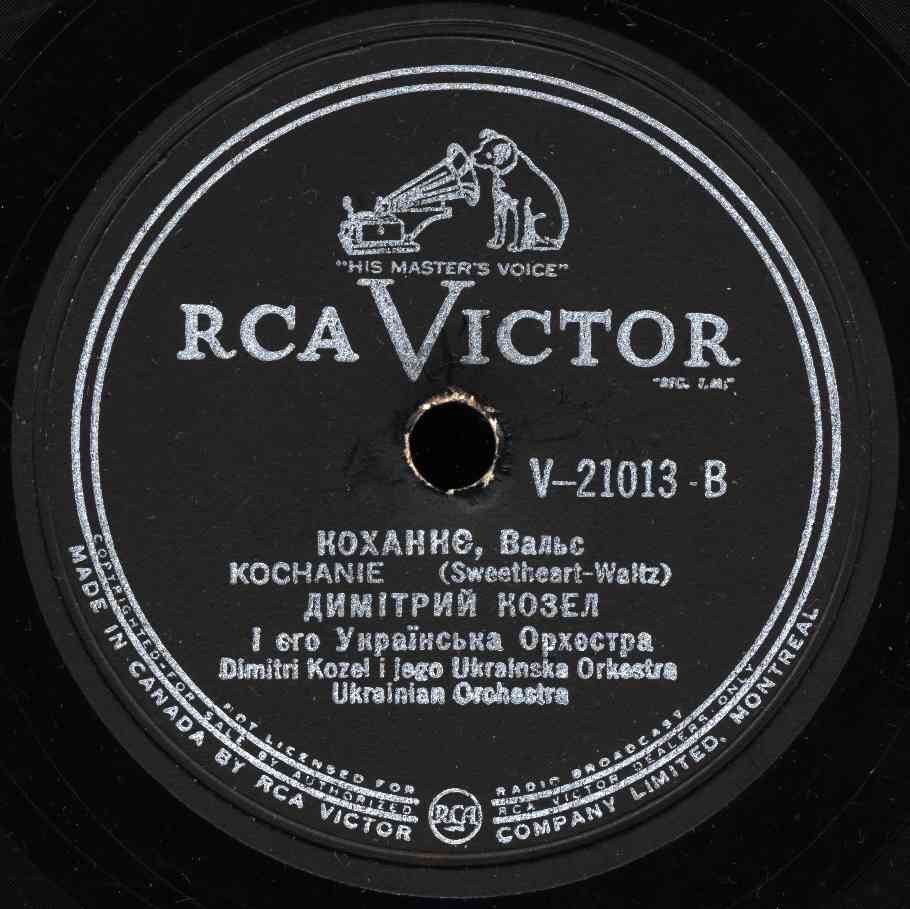 "HIS MASTER'S VOICE"
RCA VICTOR
"REG. T.M."
V-21013-B
КОХАННЄ, Вальс
KOCHANIE (Sweetheart-Waltz)
ДИМІТРИЙ КОЗЕЛ
І єго Українська Орхестра
Dimitri Kozel i jego Ukrainska Orkestra
Ukrainian Orchestra
NOT LICENSED FOR RADIO BROADCAST
COPYRIGHTED-FOR SALE BY AUTHORIZED RCA VICTOR DEALERS ONLY
MADE IN CANADA BY RCA VICTOR COMPANY LIMITED, MONTREAL
RCA